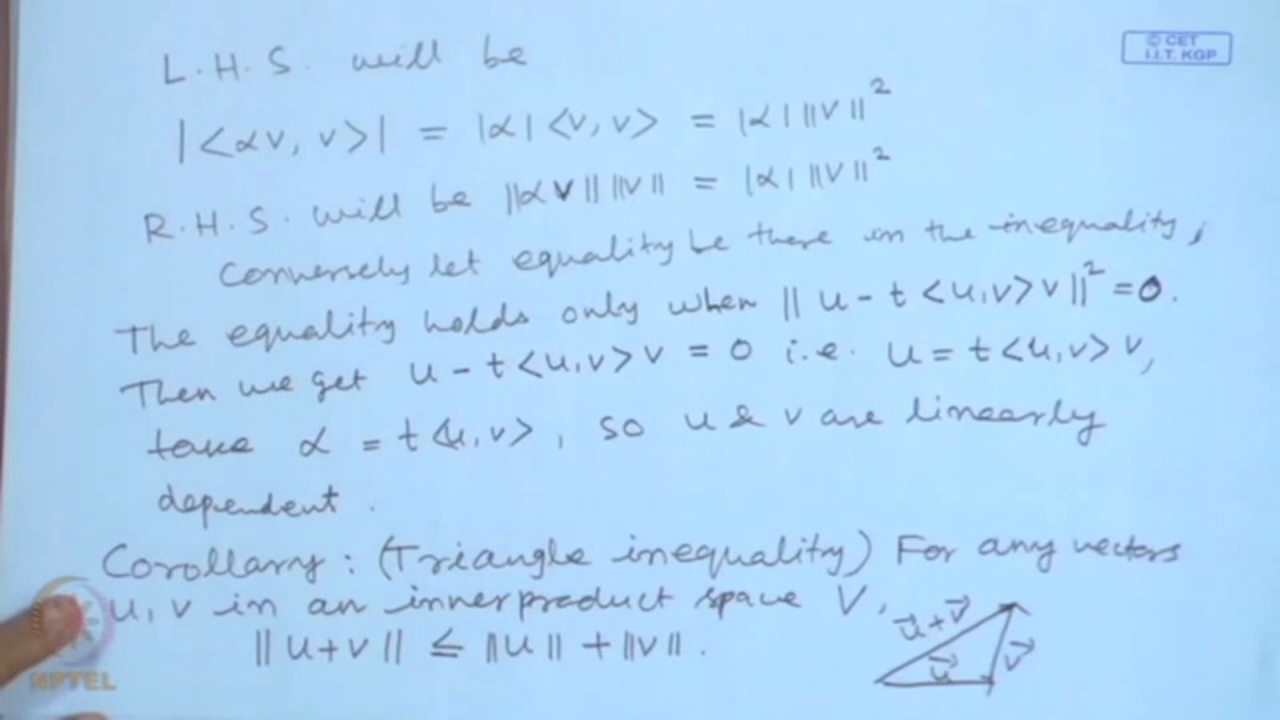 L.H.S. will be
© CET
I.I.T. KGP
|<αv, v>| = |α| <v, v> = |α| ||v||²
R.H.S. will be ||αv|| ||v|| = |α| ||v||²
Conversely let equality be there in the inequality,
The equality holds only when || u - t <u,v> v ||² = 0.
Then we get u - t <u,v> v = 0 i.e. u = t <u,v> v,
take α = t <u,v>, so u & v are linearly
dependent.
Corollary : (Triangle inequality) For any vectors
u, v in an innerproduct space V,
|| u+v || ≤ ||u|| + ||v||.
u⃗+v⃗
u⃗
v⃗
NPTEL